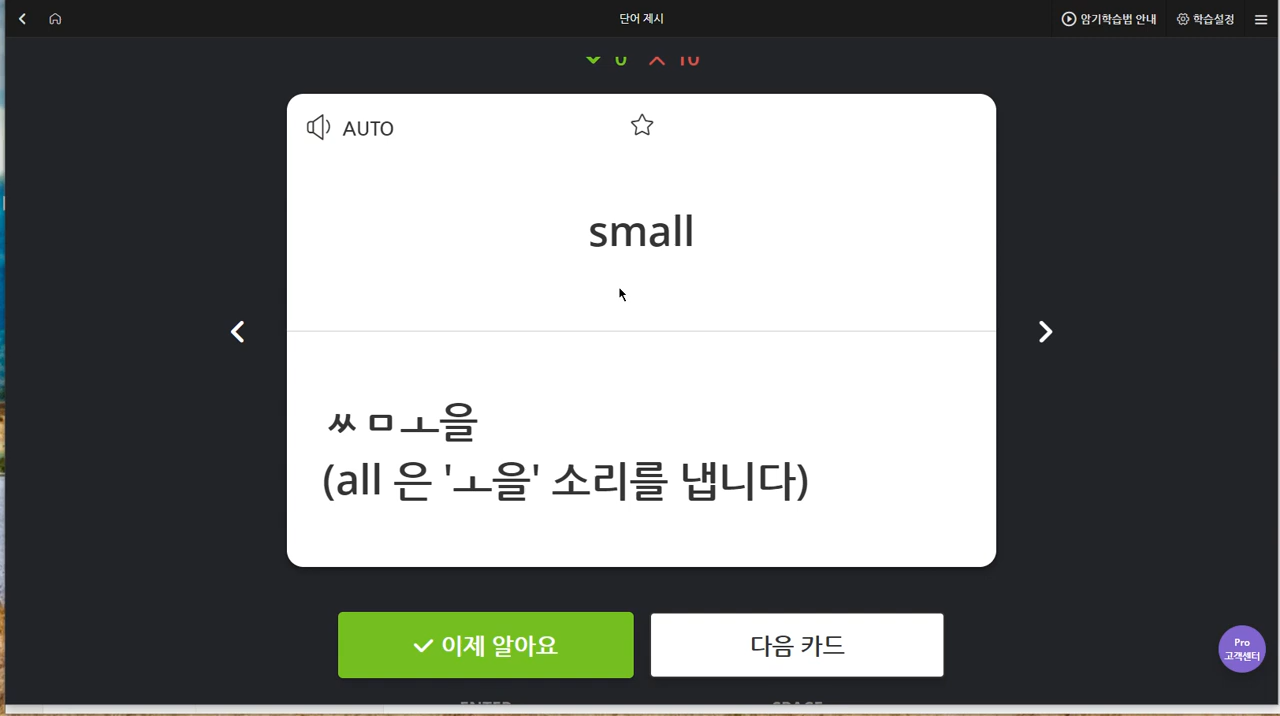 단어 제시
암기학습법 안내
학습설정
AUTO
small
ㅆ ㅁㅗ을
(all 은 'ㅗ을' 소리를 냅니다)
이제 알아요
다음 카드
Pro
고객센터